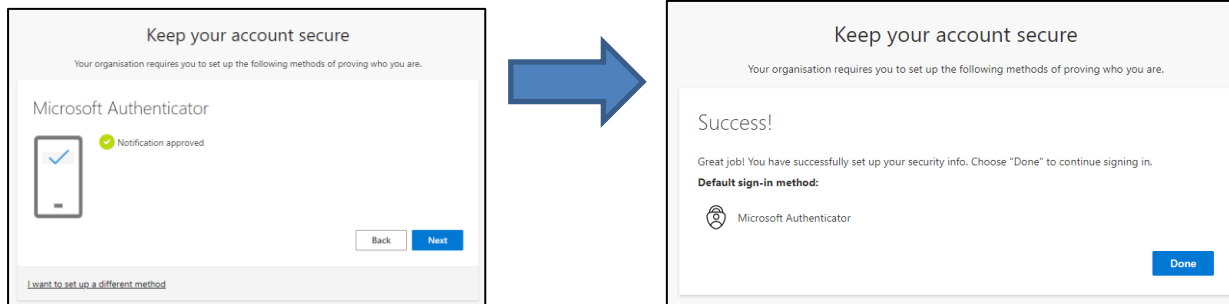 Keep your account secure
Your organisation requires you to set up the following methods of proving who you are.
Microsoft Authenticator
Notification approved
Back
Next
I want to set up a different method
Keep your account secure
Your organisation requires you to set up the following methods of proving who you are.
Success!
Great job! You have successfully set up your security info. Choose "Done" to continue signing in.
Default sign-in method:
Microsoft Authenticator
Done